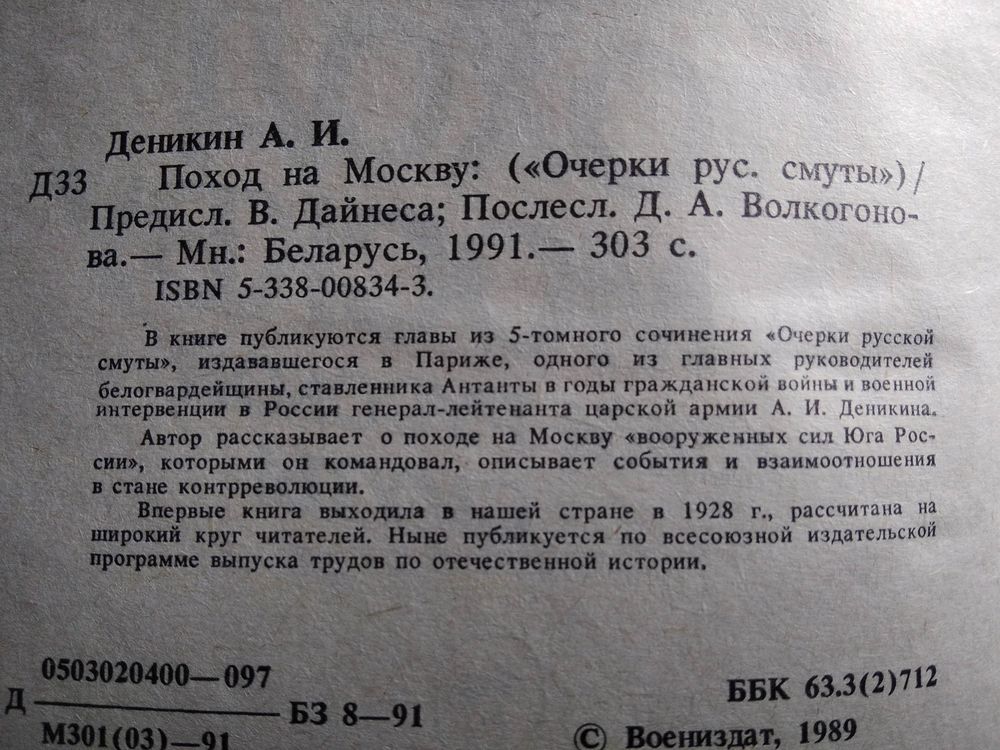 Деникин А. И.
Д33 Поход на Москву: («Очерки рус. смуты»)/
Предисл. В. Дайнеса; Послесл. Д. А. Волкогоно-
ва.— Мн.: Беларусь, 1991.— 303 с.
ISBN 5-338-00834-3.
В книге публикуются главы из 5-томного сочинения «Очерки русской
смуты», издававшегося в Париже, одного из главных руководителей
белогвардейщины, ставленника Антанты в годы гражданской войны и военной
интервенции в России генерал-лейтенанта царской армии А. И. Деникина.
Автор рассказывает о походе на Москву «вооруженных сил Юга Рос-
сии», которыми он командовал, описывает события и взаимоотношения
в стане контрреволюции.
Впервые книга выходила в нашей стране в 1928 г., рассчитана на
широкий круг читателей. Ныне публикуется по всесоюзной издательской
программе выпуска трудов по отечественной истории.
0503020400—097
Д БЗ 8—91
М301(03)—91
ББК 63.3(2)712
© Воениздат, 1989